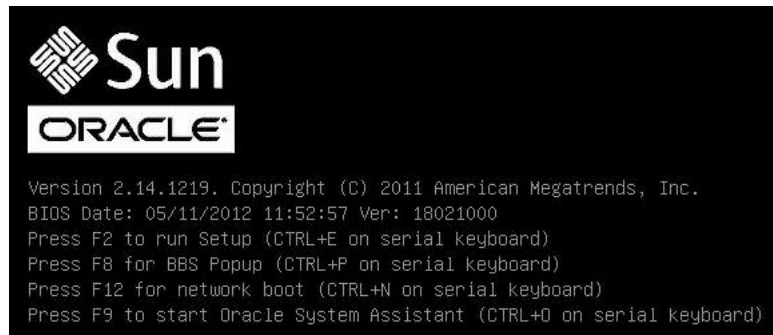 Sun
ORACLE
Version 2.14.1219. Copyright (C) 2011 American Megatrends, Inc.
BIOS Date: 05/11/2012 11:52:57 Ver: 18021000
Press F2 to run Setup (CTRL+E on serial keyboard)
Press F8 for BBS Popup (CTRL+P on serial keyboard)
Press F12 for network boot (CTRL+N on serial keyboard)
Press F9 to start Oracle System Assistant (CTRL+O on serial keyboard)